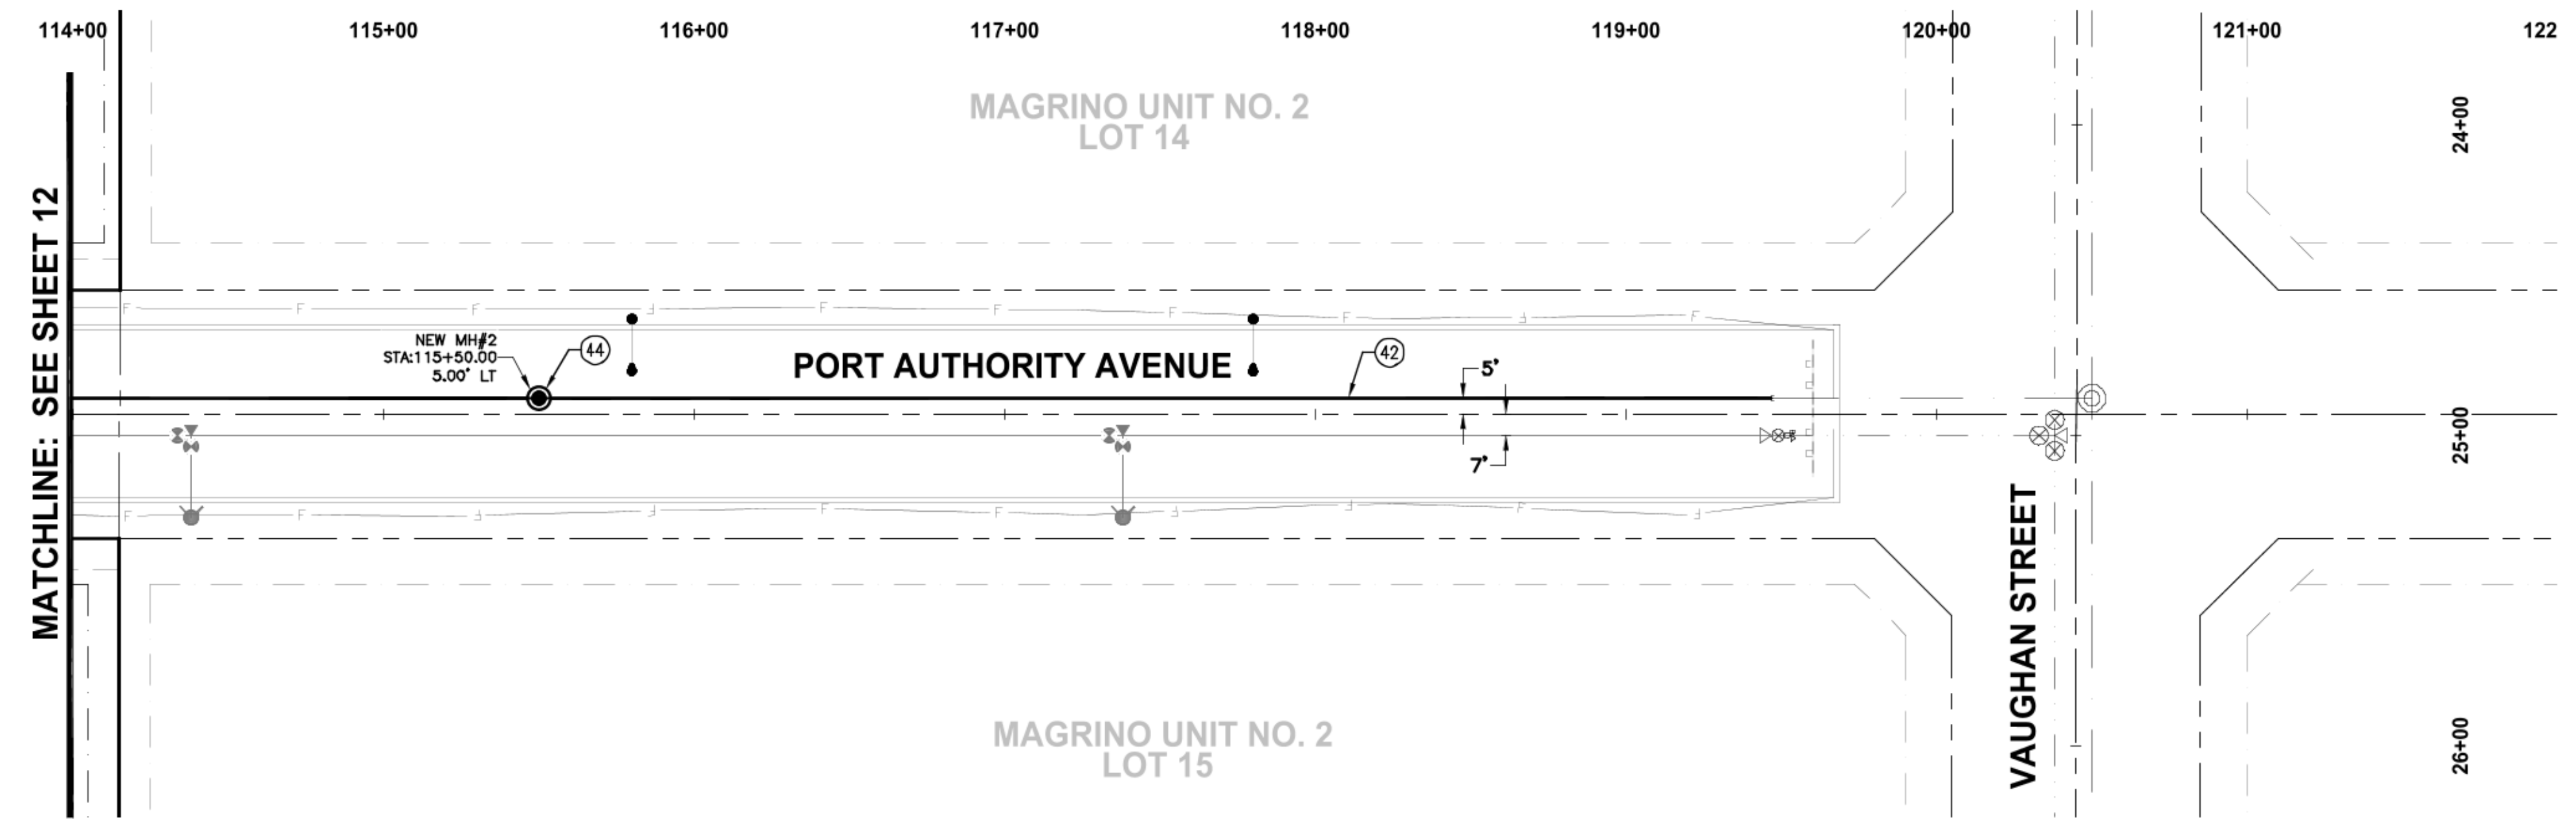 114+00 115+00 116+00 117+00 118+00 119+00 120+00 121+00 122
MAGRINO UNIT NO. 2
LOT 14
24+00
MATCHLINE: SEE SHEET 12
F F F F F F F F F F
NEW MH#2
STA:115+50.00
5.00' LT
44
PORT AUTHORITY AVENUE
42
5'
7'
25+00
F F F F F F F F F F
VAUGHAN STREET
MAGRINO UNIT NO. 2
LOT 15
26+00